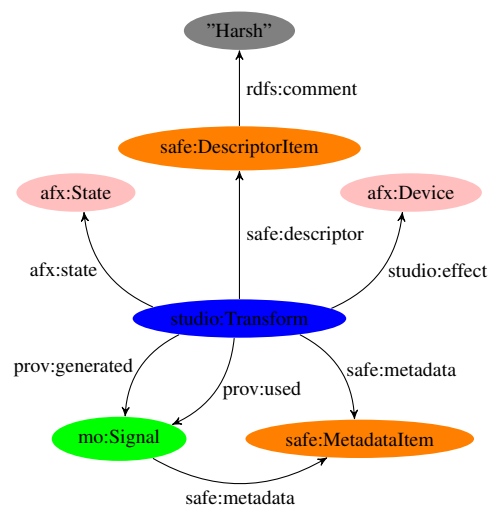 ”Harsh”
rdfs:comment
safe:DescriptorItem
afx:State
afx:Device
safe:descriptor
afx:state
studio:effect
studio:Transform
prov:generated
prov:used
safe:metadata
mo:Signal
safe:MetadataItem
safe:metadata